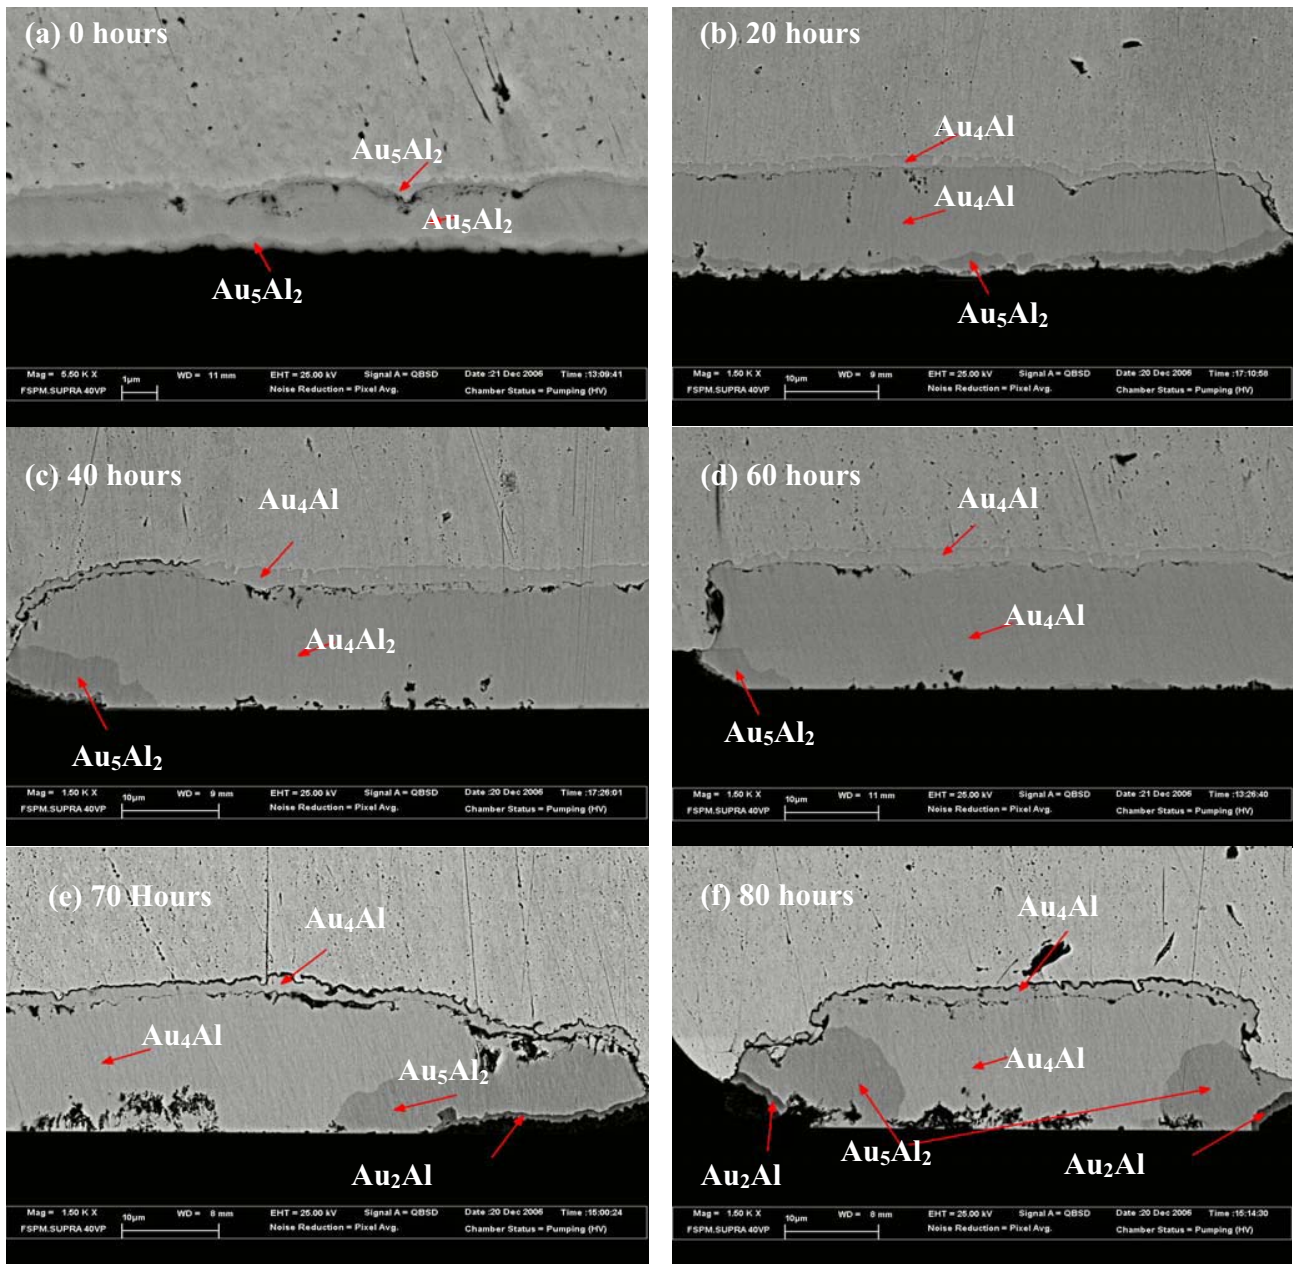 (a) 0 hours
Au₅Al₂
Au₅Al₂
Au₅Al₂
Mag = 5.50 K X
1µm
WD = 11 mm
EHT = 25.00 kV
Signal A = QBSD
Date :21 Dec 2006
Time :13:09:41
FSPM.SUPRA 40VP
Noise Reduction = Pixel Avg.
Chamber Status = Pumping (HV)
(b) 20 hours
Au₄Al
Au₄Al
Au₅Al₂
Mag = 1.50 K X
10µm
WD = 9 mm
EHT = 25.00 kV
Signal A = QBSD
Date :20 Dec 2006
Time :17:10:58
FSPM.SUPRA 40VP
Noise Reduction = Pixel Avg.
Chamber Status = Pumping (HV)
(c) 40 hours
Au₄Al
Au₄Al₂
Au₅Al₂
Mag = 1.50 K X
10µm
WD = 9 mm
EHT = 25.00 kV
Signal A = QBSD
Date :20 Dec 2006
Time :17:26:01
FSPM.SUPRA 40VP
Noise Reduction = Pixel Avg.
Chamber Status = Pumping (HV)
(d) 60 hours
Au₄Al
Au₄Al
Au₅Al₂
Mag = 1.50 K X
10µm
WD = 11 mm
EHT = 25.00 kV
Signal A = QBSD
Date :21 Dec 2006
Time :13:26:40
FSPM.SUPRA 40VP
Noise Reduction = Pixel Avg.
Chamber Status = Pumping (HV)
(e) 70 Hours
Au₄Al
Au₄Al
Au₅Al₂
Au₂Al
Mag = 1.50 K X
10µm
WD = 8 mm
EHT = 25.00 kV
Signal A = QBSD
Date :20 Dec 2006
Time :15:00:24
FSPM.SUPRA 40VP
Noise Reduction = Pixel Avg.
Chamber Status = Pumping (HV)
(f) 80 hours
Au₄Al
Au₄Al
Au₅Al₂
Au₂Al
Au₂Al
Mag = 1.50 K X
10µm
WD = 8 mm
EHT = 25.00 kV
Signal A = QBSD
Date :20 Dec 2006
Time :15:14:30
FSPM.SUPRA 40VP
Noise Reduction = Pixel Avg.
Chamber Status = Pumping (HV)